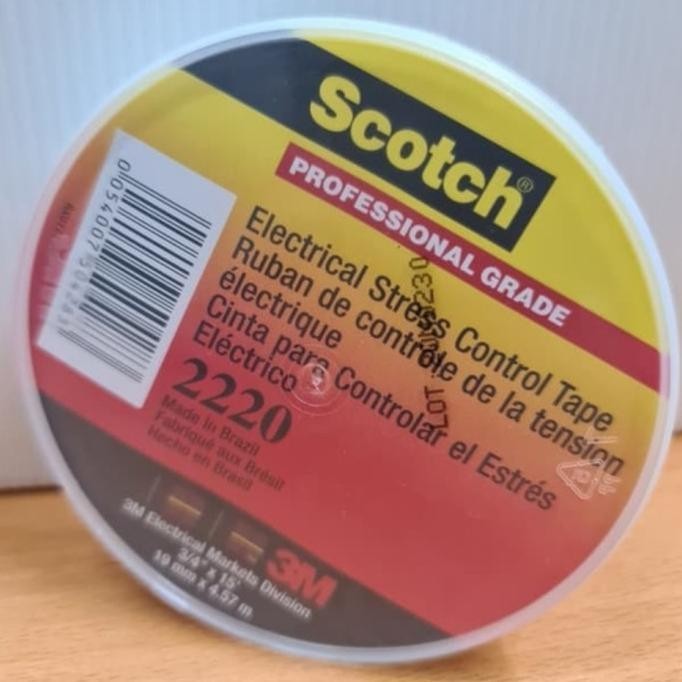 Scotch®
PROFESSIONAL GRADE
Electrical Stress Control Tape
Ruban de contrôle de la tension
électrique
Cinta para Controlar el Estrés
Eléctrico
2220
Made in Brazil
Fabriqué aux Brésil
Hecho en Brasil
3M Electrical Markets Division
3/4" x 15'
19 mm x 4.57 m
3M
LOT